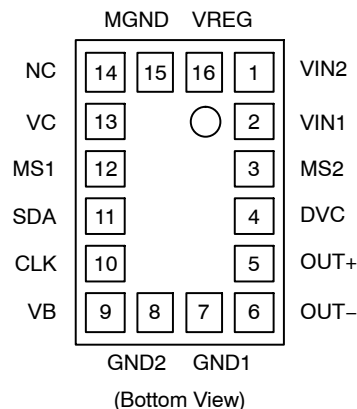 MGND VREG
NC 14 15 16 1 VIN2
VC 13 2 VIN1
MS1 12 3 MS2
SDA 11 4 DVC
CLK 10 5 OUT+
VB 9 8 7 6 OUT−
GND2 GND1
(Bottom View)